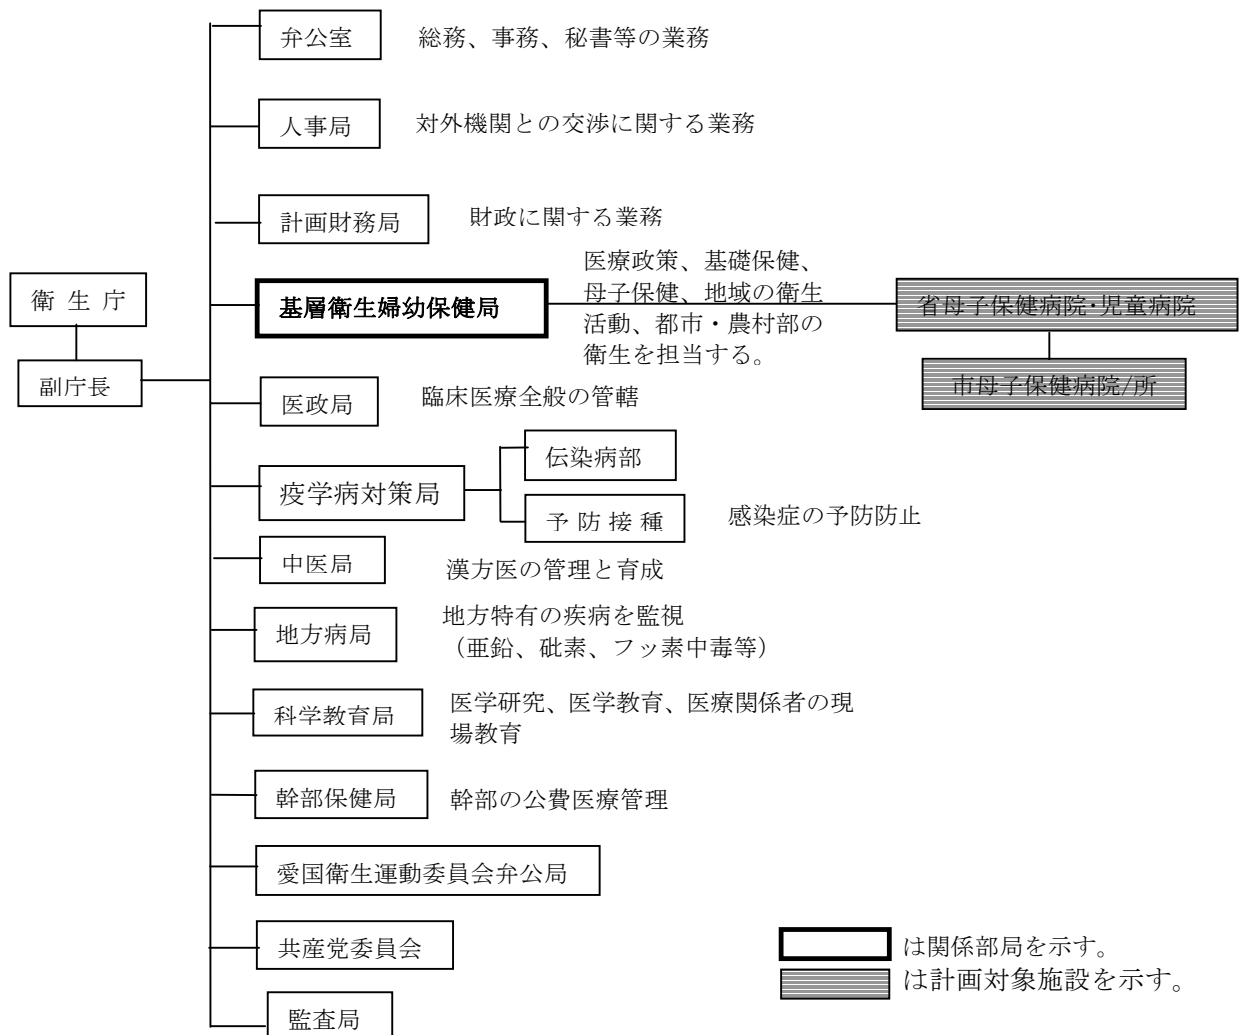 弁公室
総務、事務、秘書等の業務
人事局
対外機関との交渉に関する業務
計画財務局
財政に関する業務
衛生庁
副庁長
基層衛生婦幼保健局
医療政策、基礎保健、
母子保健、地域の衛生
活動、都市・農村部の
衛生を担当する。
省母子保健病院・児童病院
市母子保健病院/所
医政局
臨床医療全般の管轄
疫学病対策局
伝染病部
予防接種
感染症の予防防止
中医局
漢方医の管理と育成
地方病局
地方特有の疾病を監視
（亜鉛、砒素、フッ素中毒等）
科学教育局
医学研究、医学教育、医療関係者の現
場教育
幹部保健局
幹部の公費医療管理
愛国衛生運動委員会弁公局
共産党委員会
監査局
は関係部局を示す。
は計画対象施設を示す。